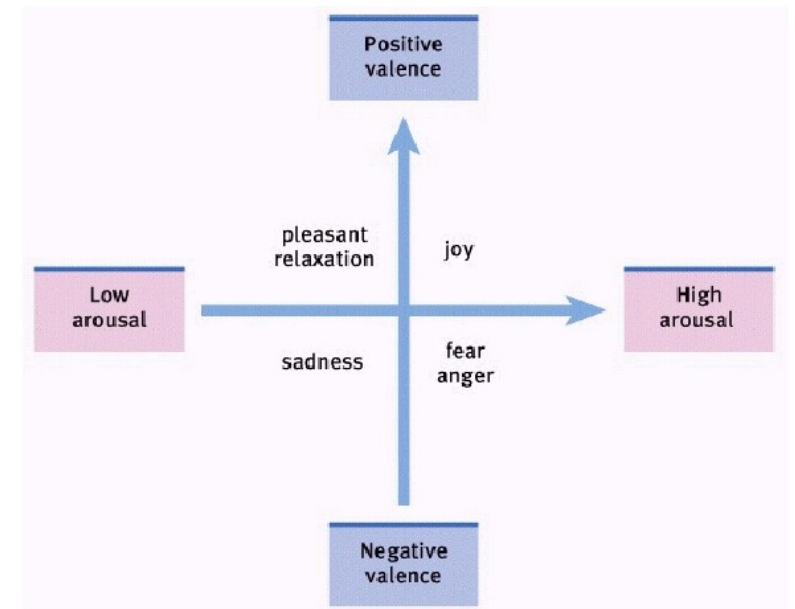 Positive
valence
pleasant
relaxation
joy
Low
arousal
High
arousal
sadness
fear
anger
Negative
valence